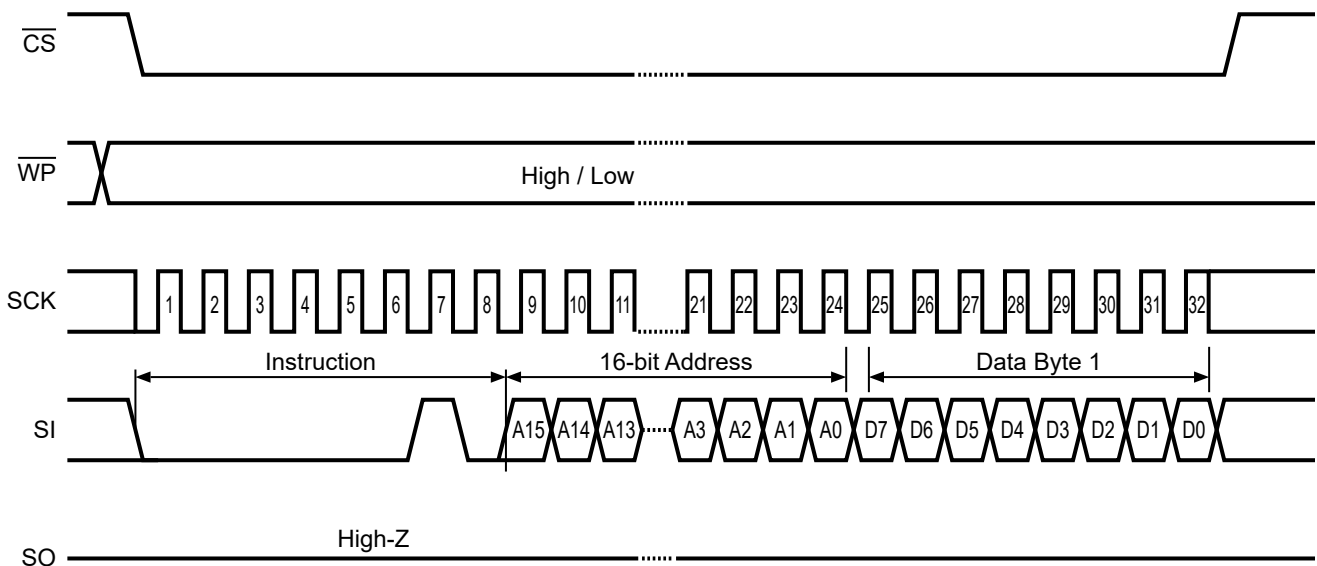 CS
WP
High / Low
SCK
1 2 3 4 5 6 7 8 9 10 11 21 22 23 24 25 26 27 28 29 30 31 32
Instruction 16-bit Address Data Byte 1
SI
A15 A14 A13 A3 A2 A1 A0 D7 D6 D5 D4 D3 D2 D1 D0
High-Z
SO